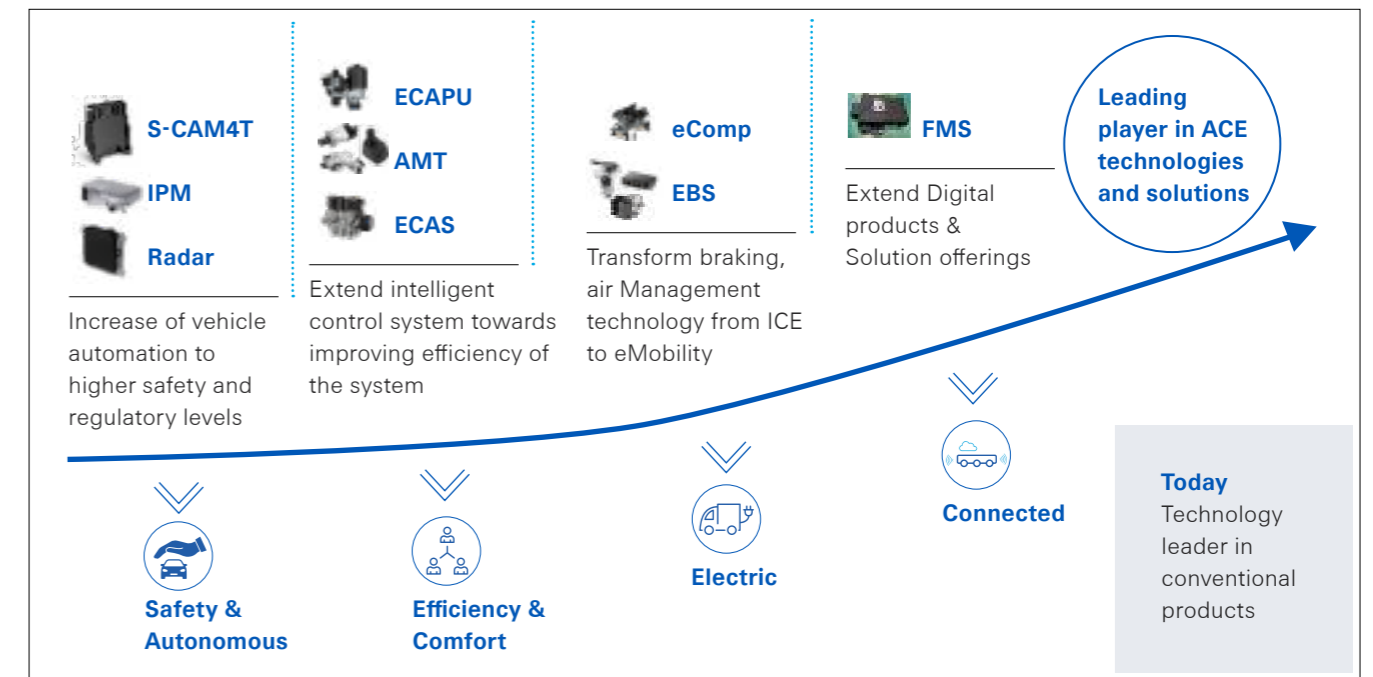 S-CAM4T
IPM
Radar
Increase of vehicle
automation to
higher safety and
regulatory levels
ECAPU
AMT
ECAS
Extend intelligent
control system towards
improving efficiency of
the system
eComp
EBS
Transform braking,
air Management
technology from ICE
to eMobility
FMS
Extend Digital
products &
Solution offerings
Leading
player in ACE
technologies
and solutions
Safety &
Autonomous
Efficiency &
Comfort
Electric
Connected
Today
Technology
leader in
conventional
products